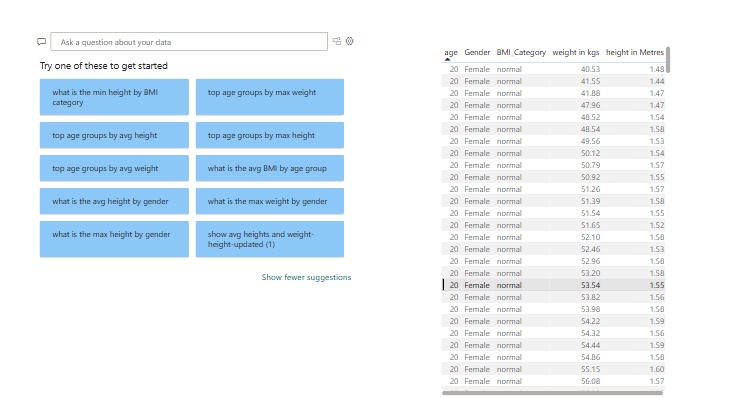 Ask a question about your data
Try one of these to get started
what is the min height by BMI
category
top age groups by max weight
top age groups by avg height
top age groups by max height
top age groups by avg weight
what is the avg BMI by age group
what is the avg height by gender
what is the max weight by gender
what is the max height by gender
show avg heights and weight-
height-updated (1)
Show fewer suggestions
age Gender BMI_Category weight in kgs height in Metres
20 Female normal 40.53 1.48
20 Female normal 41.55 1.44
20 Female normal 41.88 1.47
20 Female normal 47.96 1.47
20 Female normal 48.52 1.54
20 Female normal 48.54 1.58
20 Female normal 49.56 1.53
20 Female normal 50.12 1.54
20 Female normal 50.79 1.57
20 Female normal 50.92 1.55
20 Female normal 51.26 1.57
20 Female normal 51.39 1.58
20 Female normal 51.54 1.55
20 Female normal 51.65 1.52
20 Female normal 52.10 1.58
20 Female normal 52.46 1.53
20 Female normal 52.96 1.58
20 Female normal 53.20 1.58
20 Female normal 53.54 1.55
20 Female normal 53.82 1.56
20 Female normal 53.98 1.58
20 Female normal 54.22 1.59
20 Female normal 54.32 1.56
20 Female normal 54.44 1.59
20 Female normal 54.86 1.58
20 Female normal 55.15 1.60
20 Female normal 56.08 1.57